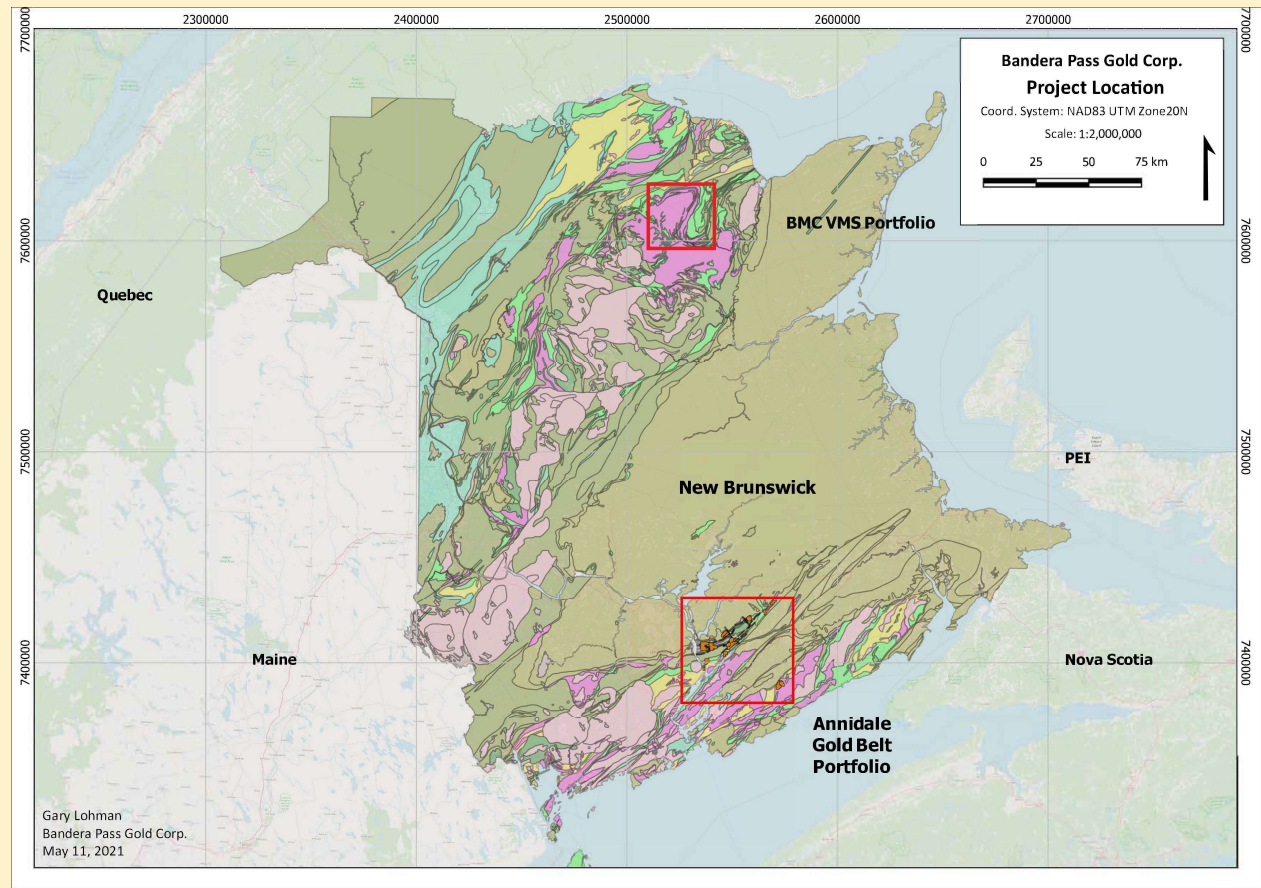 2300000
2400000
2500000
2600000
2700000
7700000
7700000
Bandera Pass Gold Corp.
Project Location
Coord. System: NAD83 UTM Zone20N
Scale: 1:2,000,000
0 25 50 75 km
BMC VMS Portfolio
7600000
7600000
Quebec
7500000
7500000
PEI
New Brunswick
7400000
7400000
Maine
Nova Scotia
Annidale
Gold Belt
Portfolio
Gary Lohman
Bandera Pass Gold Corp.
May 11, 2021